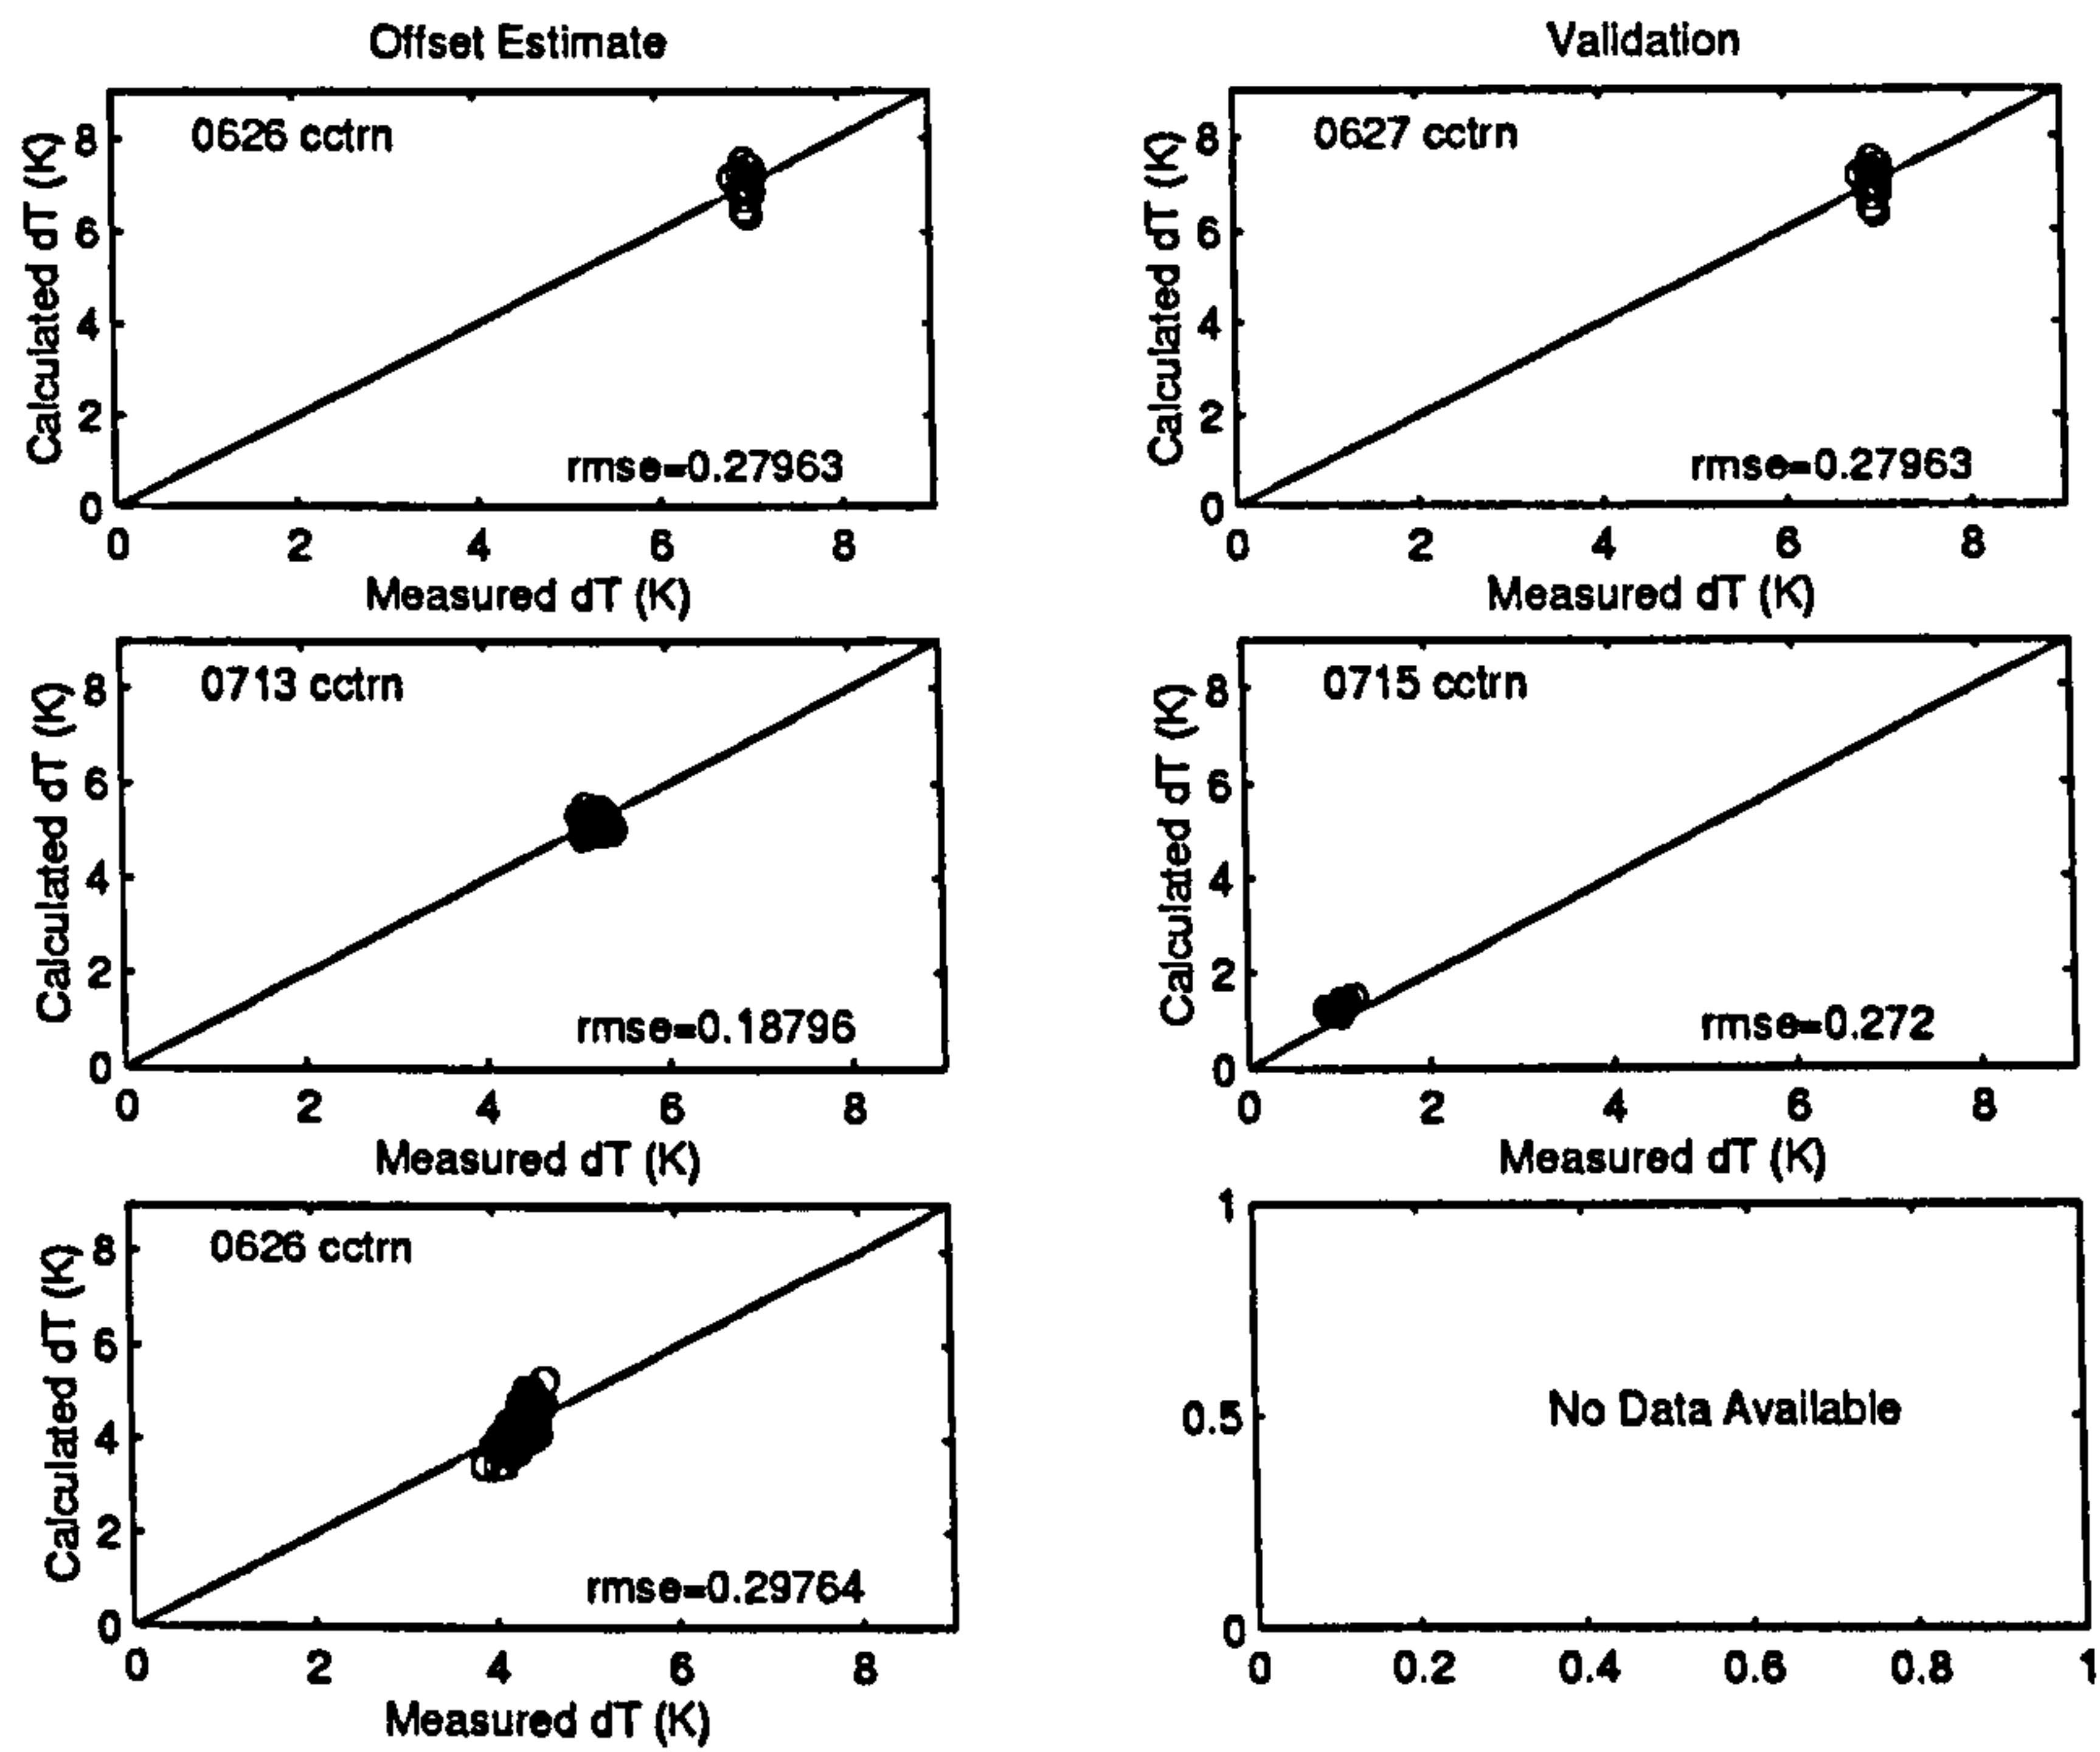 Offset Estimate
Validation
0626 cctrn
Calculated dT (K)
8
6
4
2
0
rmse=0.27963
0 2 4 6 8
Measured dT (K)
0627 cctrn
Calculated dT (K)
8
6
4
2
0
rmse=0.27963
0 2 4 6 8
Measured dT (K)
0713 cctrn
Calculated dT (K)
8
6
4
2
0
rmse=0.18796
0 2 4 6 8
Measured dT (K)
0715 cctrn
Calculated dT (K)
8
6
4
2
0
rmse=0.272
0 2 4 6 8
Measured dT (K)
0626 cctrn
Calculated dT (K)
8
6
4
2
0
rmse=0.29764
0 2 4 6 8
Measured dT (K)
1
0.5
0
No Data Available
0 0.2 0.4 0.6 0.8 1